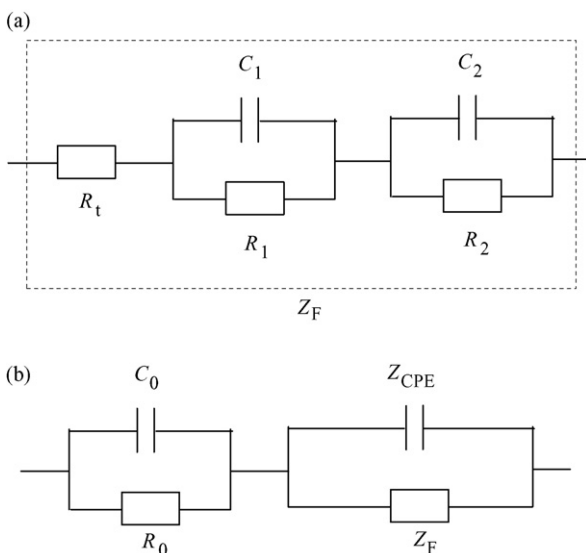 (a)
C1 C2
Rt
R1 R2
ZF
(b)
C0 ZCPE
R0 ZF